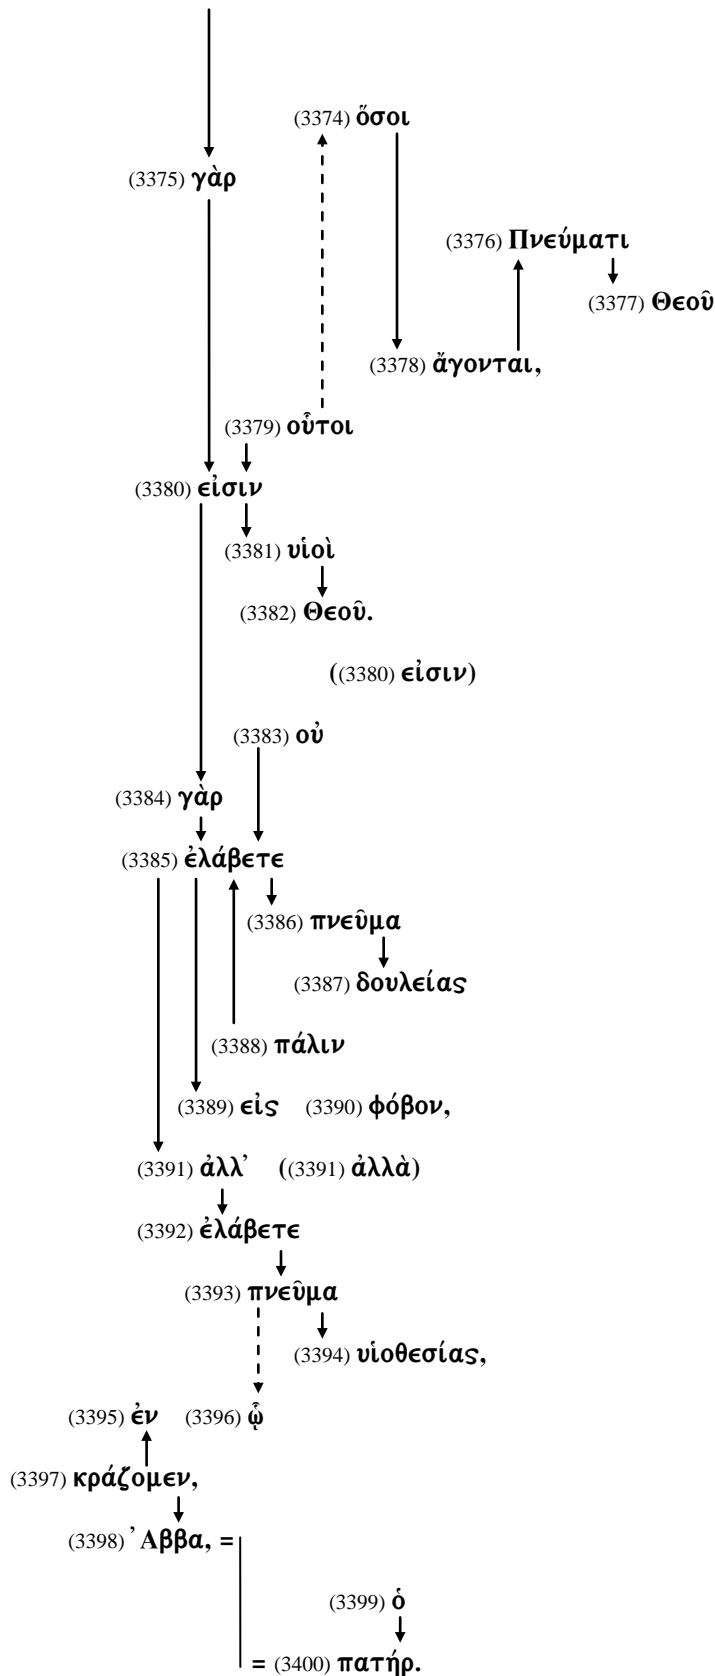 (3374) ὅσοι
(3375) γὰρ
(3376) Πνεύματι
(3377) Θεοῦ
(3378) ἄγονται,
(3379) οὗτοι
(3380) εἰσιν
(3381) υἱοὶ
(3382) Θεοῦ.
((3380) εἰσιν)
(3383) οὐ
(3384) γὰρ
(3385) ἐλάβετε
(3386) πνεῦμα
(3387) δουλείας
(3388) πάλιν
(3389) εἰς (3390) φόβον,
(3391) ἀλλ’ ((3391) ἀλλὰ)
(3392) ἐλάβετε
(3393) πνεῦμα
(3394) υἱοθεσίας,
(3395) ἐν (3396) ᾧ
(3397) κράζομεν,
(3398) ᾿Αββα, =
(3399) ὁ
= (3400) πατήρ.